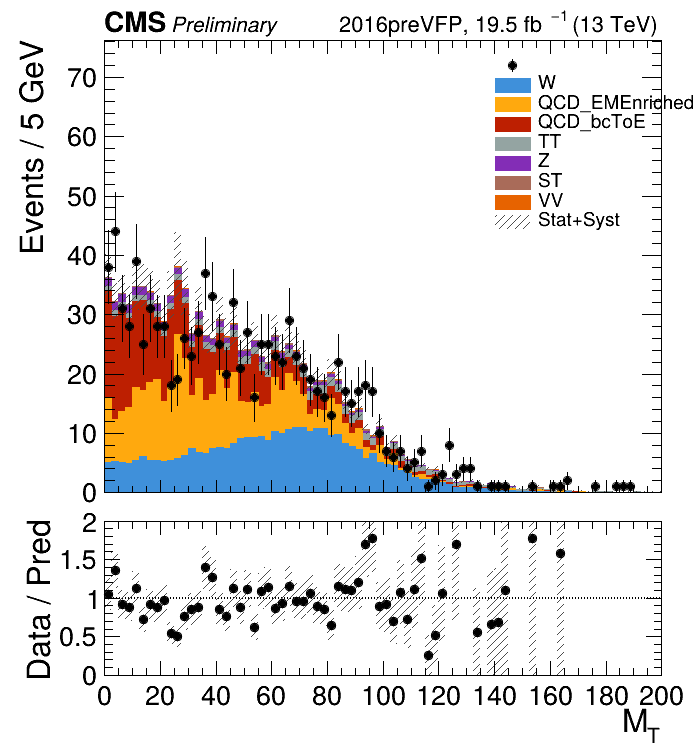 CMS Preliminary 2016preVFP, 19.5 fb⁻¹ (13 TeV)
Events / 5 GeV
70
60
50
40
30
20
10
0
W
QCD_EMEnriched
QCD_bcToE
TT
Z
ST
VV
Stat+Syst
Data / Pred
2
1.5
1
0.5
0
0 20 40 60 80 100 120 140 160 180 200
M_T